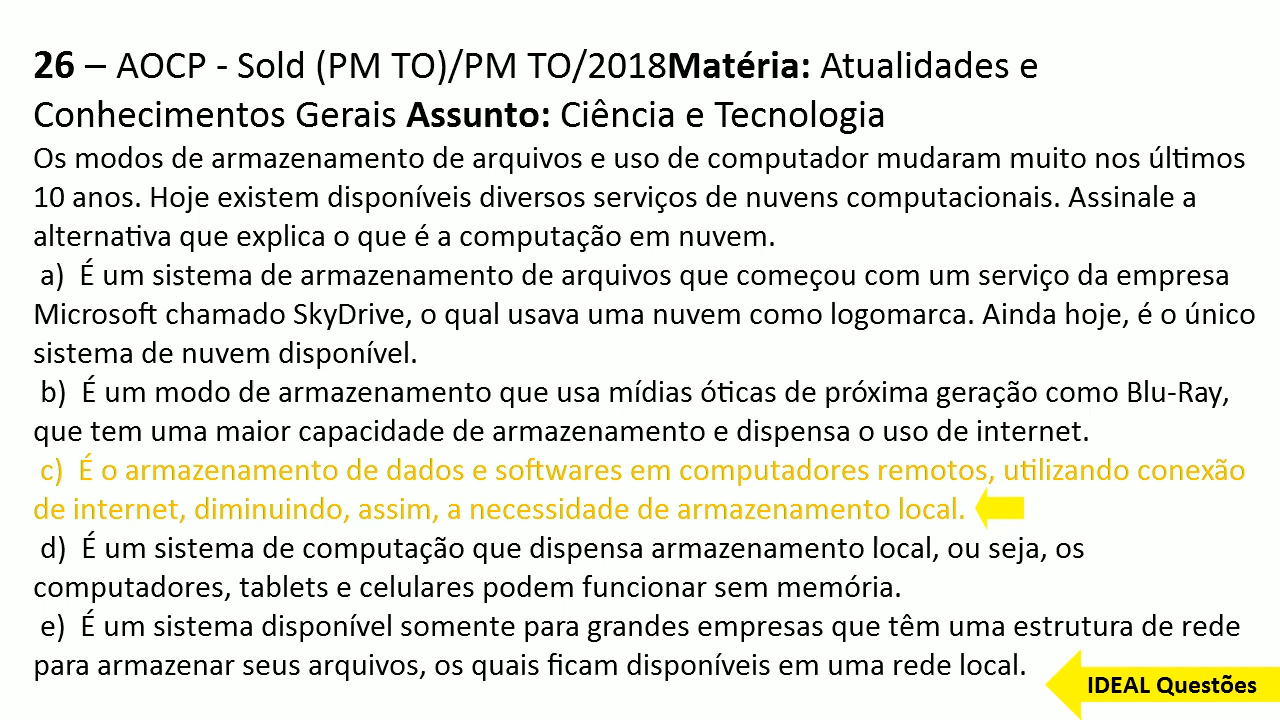 26 – AOCP - Sold (PM TO)/PM TO/2018Matéria: Atualidades e
Conhecimentos Gerais Assunto: Ciência e Tecnologia
Os modos de armazenamento de arquivos e uso de computador mudaram muito nos últimos
10 anos. Hoje existem disponíveis diversos serviços de nuvens computacionais. Assinale a
alternativa que explica o que é a computação em nuvem.
a) É um sistema de armazenamento de arquivos que começou com um serviço da empresa
Microsoft chamado SkyDrive, o qual usava uma nuvem como logomarca. Ainda hoje, é o único
sistema de nuvem disponível.
b) É um modo de armazenamento que usa mídias óticas de próxima geração como Blu-Ray,
que tem uma maior capacidade de armazenamento e dispensa o uso de internet.
c) É o armazenamento de dados e softwares em computadores remotos, utilizando conexão
de internet, diminuindo, assim, a necessidade de armazenamento local.
d) É um sistema de computação que dispensa armazenamento local, ou seja, os
computadores, tablets e celulares podem funcionar sem memória.
e) É um sistema disponível somente para grandes empresas que têm uma estrutura de rede
para armazenar seus arquivos, os quais ficam disponíveis em uma rede local.
IDEAL Questões